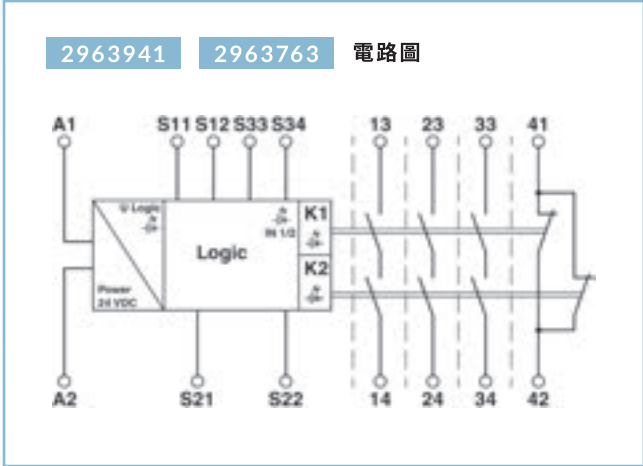 2963941 2963763 電路圖
A1 S11 S12 S33 S34 13 23 33 41
U Logic K1
IN 1/2
Logic
K2
Power
24 VDC
A2 S21 S22 14 24 34 42